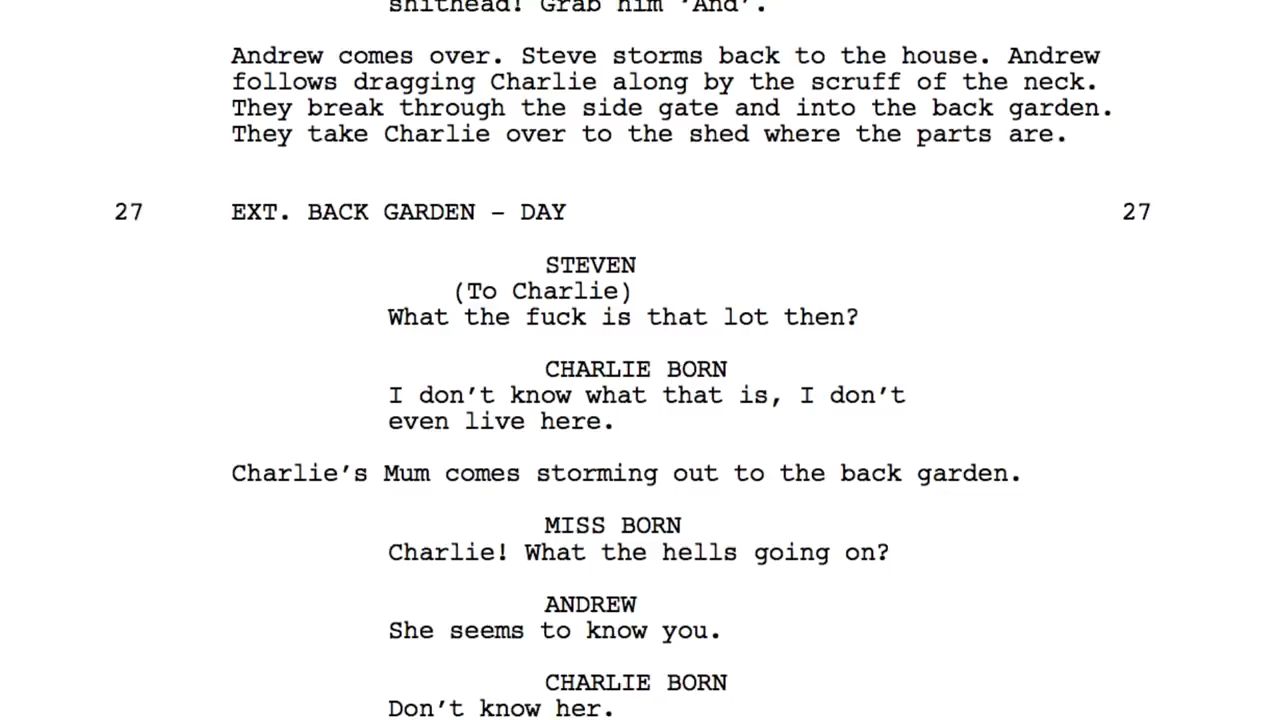 shithead! Grab him 'And'.
Andrew comes over. Steve storms back to the house. Andrew
follows dragging Charlie along by the scruff of the neck.
They break through the side gate and into the back garden.
They take Charlie over to the shed where the parts are.
27 EXT. BACK GARDEN – DAY 27
STEVEN
(To Charlie)
What the fuck is that lot then?
CHARLIE BORN
I don't know what that is, I don't
even live here.
Charlie's Mum comes storming out to the back garden.
MISS BORN
Charlie! What the hells going on?
ANDREW
She seems to know you.
CHARLIE BORN
Don't know her.